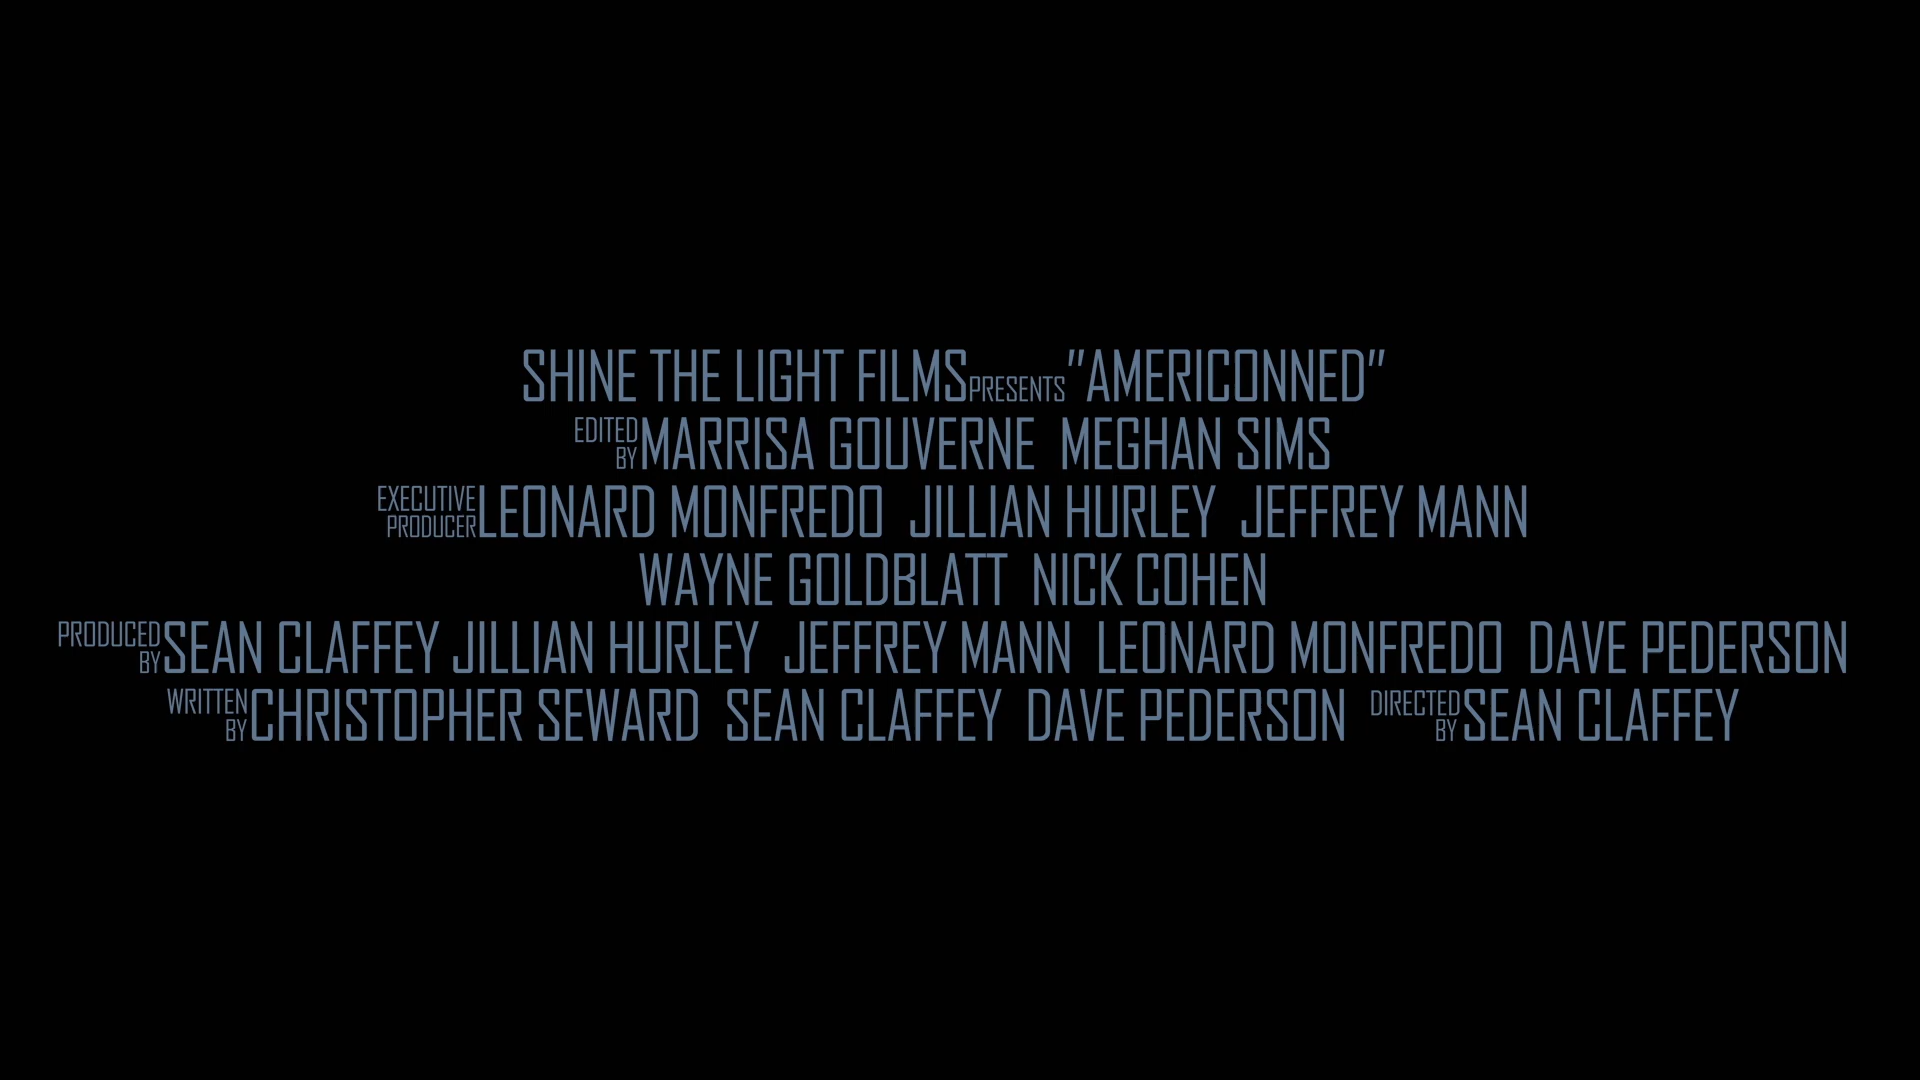 SHINE THE LIGHT FILMS PRESENTS "AMERICONNED"
EDITED BY MARRISA GOUVERNE MEGHAN SIMS
EXECUTIVE PRODUCER LEONARD MONFREDO JILLIAN HURLEY JEFFREY MANN
WAYNE GOLDBLATT NICK COHEN
PRODUCED BY SEAN CLAFFEY JILLIAN HURLEY JEFFREY MANN LEONARD MONFREDO DAVE PEDERSON
WRITTEN BY CHRISTOPHER SEWARD SEAN CLAFFEY DAVE PEDERSON DIRECTED BY SEAN CLAFFEY